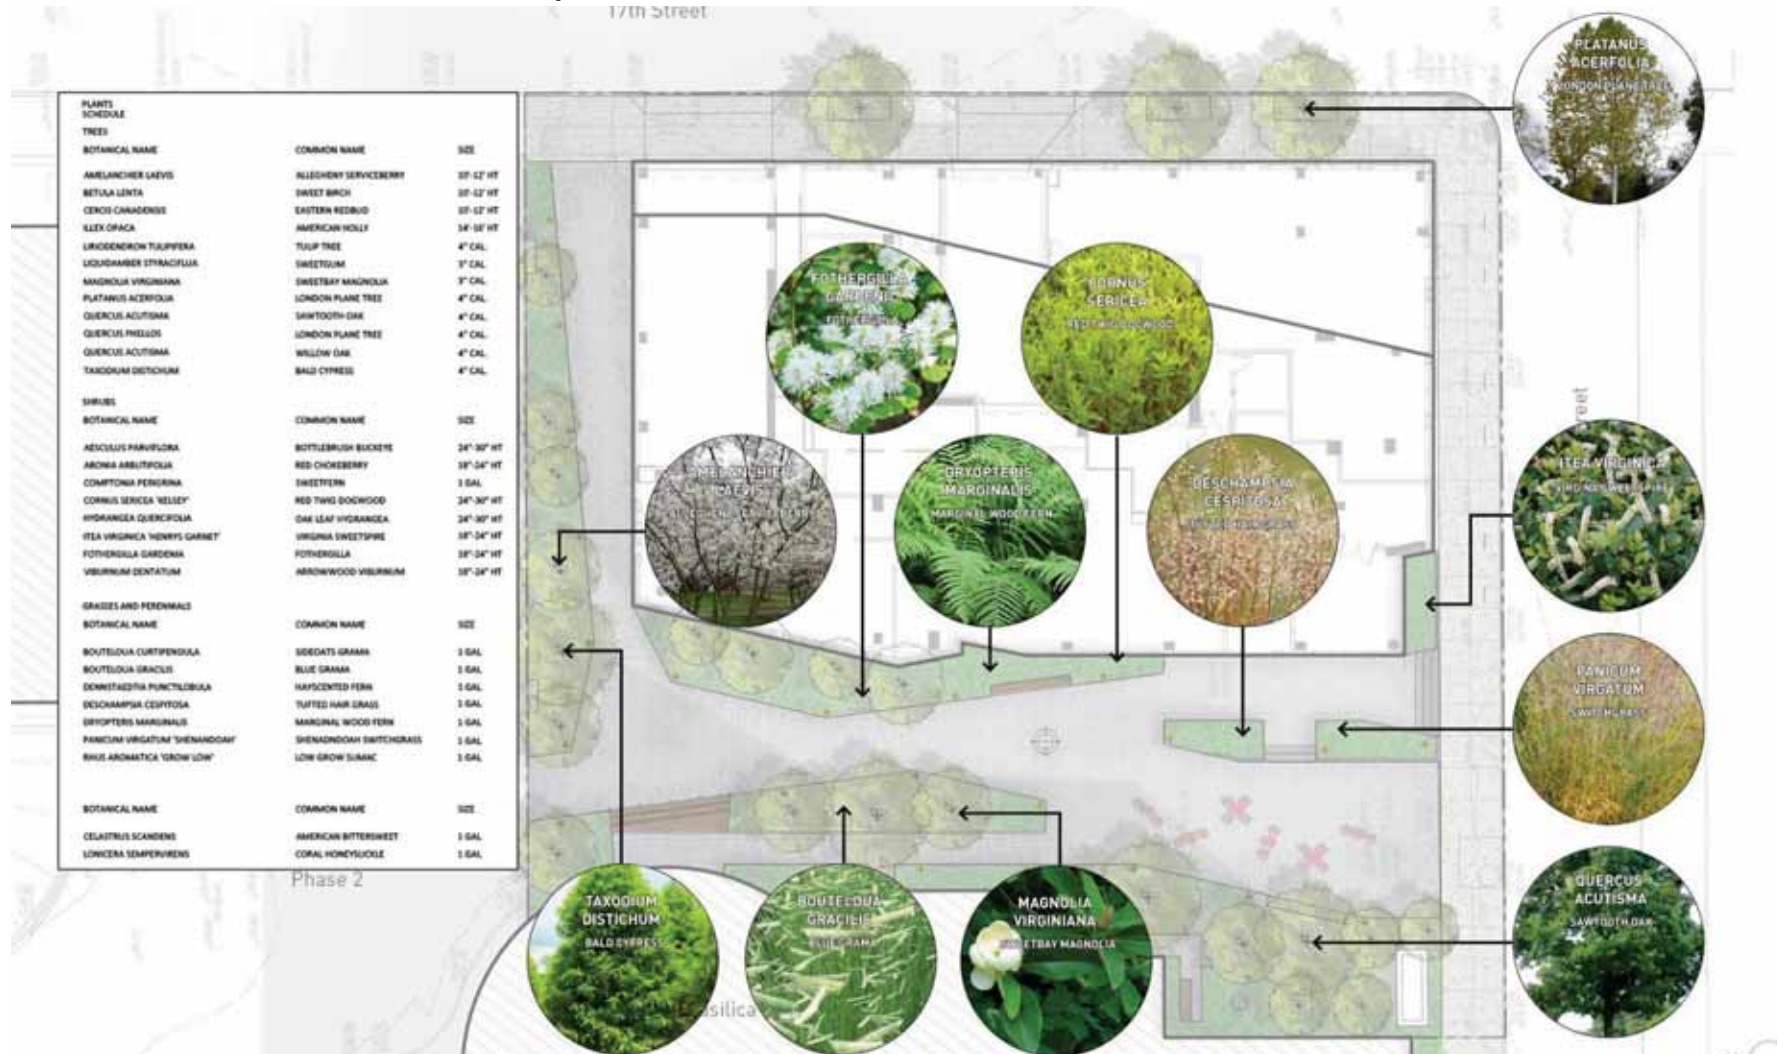 17th Street
PLANTS
SCHEDULE
TREES
BOTANICAL NAME COMMON NAME SIZE
AMELANCHIER LAEVIS ALLEGHENY SERVICEBERRY 10'-12' HT
BETULA LENTA SWEET BIRCH 10'-12' HT
CERCIS CANADENSIS EASTERN REDBUD 10'-12' HT
ILLEX OPACA AMERICAN HOLLY 14'-16' HT
LIRIODENDRON TULIPIFERA TULIP TREE 4" CAL.
LIQUIDAMBER STYRACIFLUA SWEETGUM 3" CAL.
MAGNOLIA VIRGINIANA SWEETBAY MAGNOLIA 3" CAL.
PLATANUS ACERFOLIA LONDON PLANE TREE 4" CAL.
QUERCUS ACUTISMA SAWTOOTH OAK 4" CAL.
QUERCUS PHELLOS LONDON PLANE TREE 4" CAL.
QUERCUS ACUTISMA WILLOW OAK 4" CAL.
TAXODIUM DISTICHUM BALD CYPRESS 4" CAL.
SHRUBS
BOTANICAL NAME COMMON NAME SIZE
AESCULUS PARVIFLORA BOTTLEBRUSH BUCKEYE 24"-30" HT
ARONIA ARBUTIFOLIA RED CHOKEBERRY 18"-24" HT
COMPTONIA PERIGRINA SWEETFERN 1 GAL
CORNUS SERICEA 'KELSEY' RED TWIG DOGWOOD 24"-30" HT
HYDRANGEA QUERCIFOLIA OAK LEAF HYDRANGEA 24"-30" HT
ITEA VIRGINICA 'HENRYS GARNET' VIRGINIA SWEETSPIRE 18"-24" HT
FOTHERGILLA GARDENIA FOTHERGILLA 18"-24" HT
VIBURNUM DENTATUM ARROWWOOD VIBURNUM 18"-24" HT
GRASSES AND PERENNIALS
BOTANICAL NAME COMMON NAME SIZE
BOUTELOUA CURTIPENDULA SIDEOATS GRAMA 1 GAL
BOUTELOUA GRACILIS BLUE GRAMA 1 GAL
DENNSTAEDTIA PUNCTILOBULA HAYSCENTED FERN 1 GAL
DESCHAMPSIA CESPITOSA TUFTED HAIR GRASS 1 GAL
DRYOPTERIS MARGINALIS MARGINAL WOOD FERN 1 GAL
PANICUM VIRGATUM 'SHENANDOAH' SHENADNDOAH SWITCHGRASS 1 GAL
RHUS AROMATICA 'GROW LOW' LOW GROW SUMAC 1 GAL
BOTANICAL NAME COMMON NAME SIZE
CELASTRUS SCANDENS AMERICAN BITTERSWEET 1 GAL
LONICERA SEMPERVIRENS CORAL HONEYSUCKLE 1 GAL
Phase 2
PLATANUS
ACERFOLIA
LONDON PLANE TREE
FOTHERGILLA
GARDENIC
FOTHERGILLA
CORNUS
SERICEA
RED TWIG DOGWOOD
AMELANCHIER
LAEVIS
ALLEGHENY SERVICEBERRY
DRYOPTERIS
MARGINALIS
MARGINAL WOOD FERN
DESCHAMPSIA
CESPITOSA
TUFTED HAIR GRASS
ITEA VIRGINICA
VIRGINIA SWEETSPIRE
PANICUM
VIRGATUM
SWITCHGRASS
TAXODIUM
DISTICHUM
BALD CYPRESS
BOUTELOUA
GRACILIS
BLUE GRAMA
MAGNOLIA
VIRGINIANA
SWEETBAY MAGNOLIA
QUERCUS
ACUTISMA
SAWTOOTH OAK